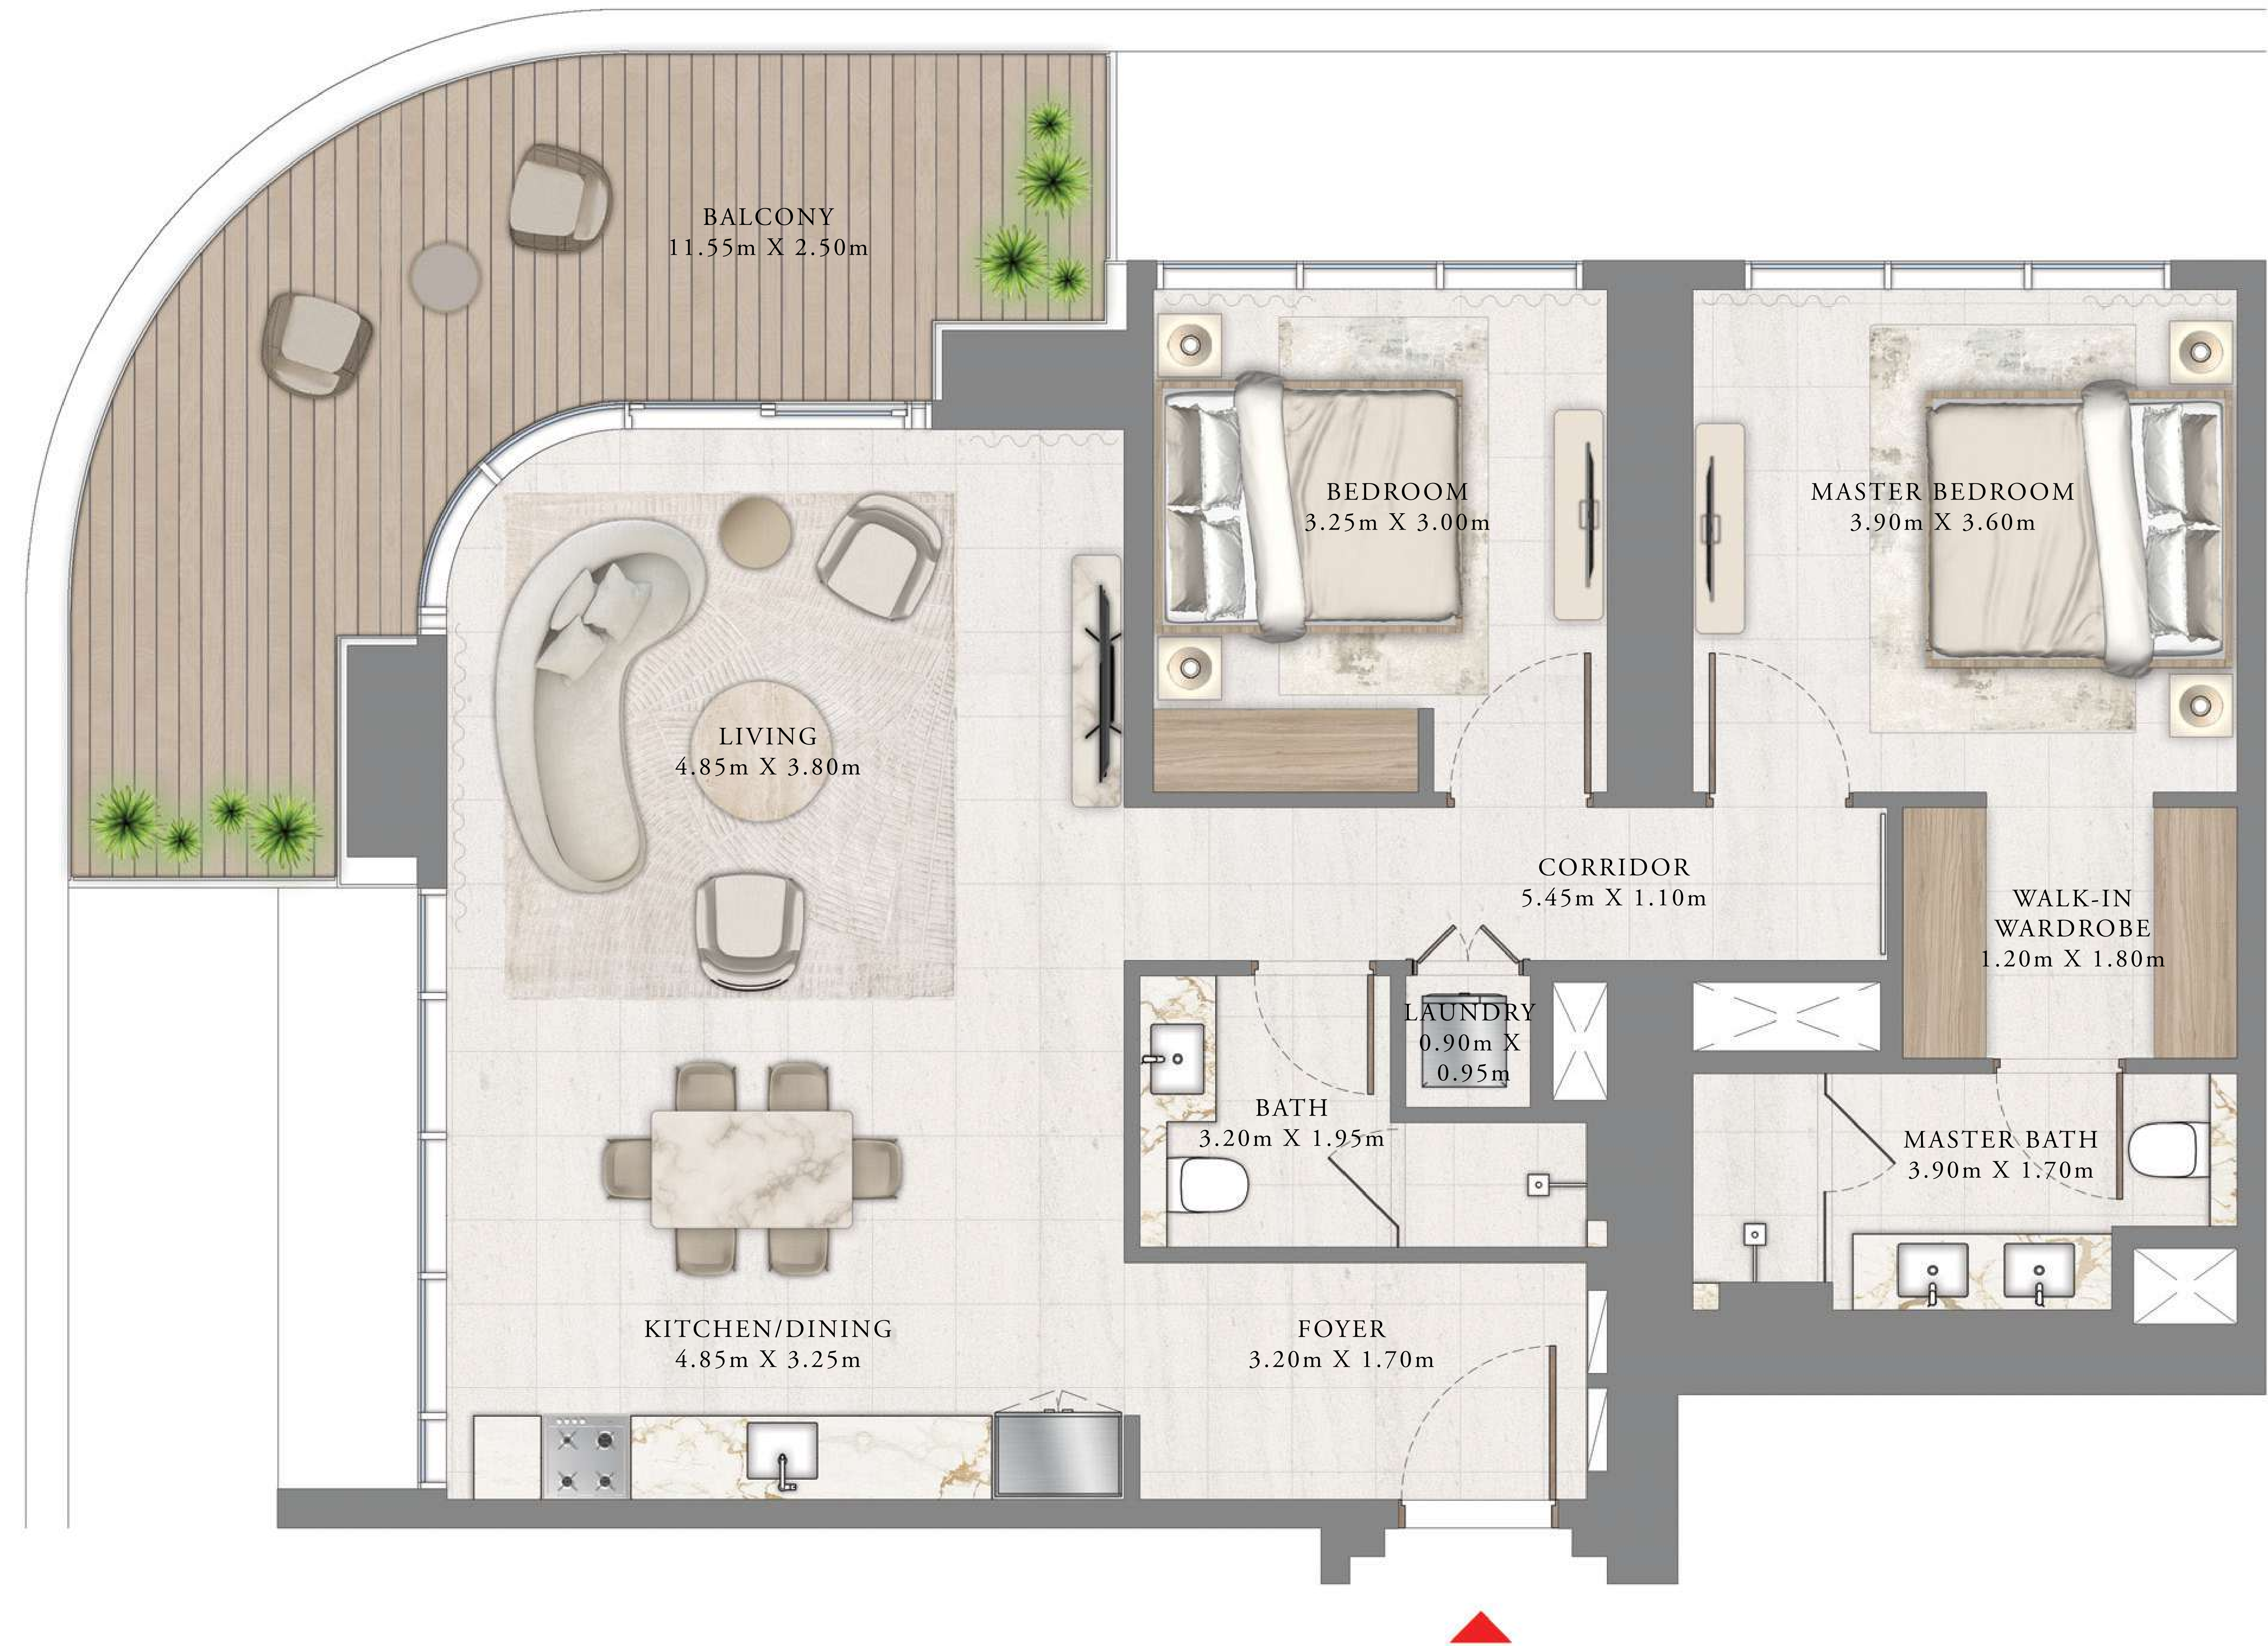 BALCONY
11.55m X 2.50m
BEDROOM
3.25m X 3.00m
MASTER BEDROOM
3.90m X 3.60m
LIVING
4.85m X 3.80m
CORRIDOR
5.45m X 1.10m
WALK-IN
WARDROBE
1.20m X 1.80m
LAUNDRY
0.90m X
0.95m
BATH
3.20m X 1.95m
MASTER BATH
3.90m X 1.70m
KITCHEN/DINING
4.85m X 3.25m
FOYER
3.20m X 1.70m